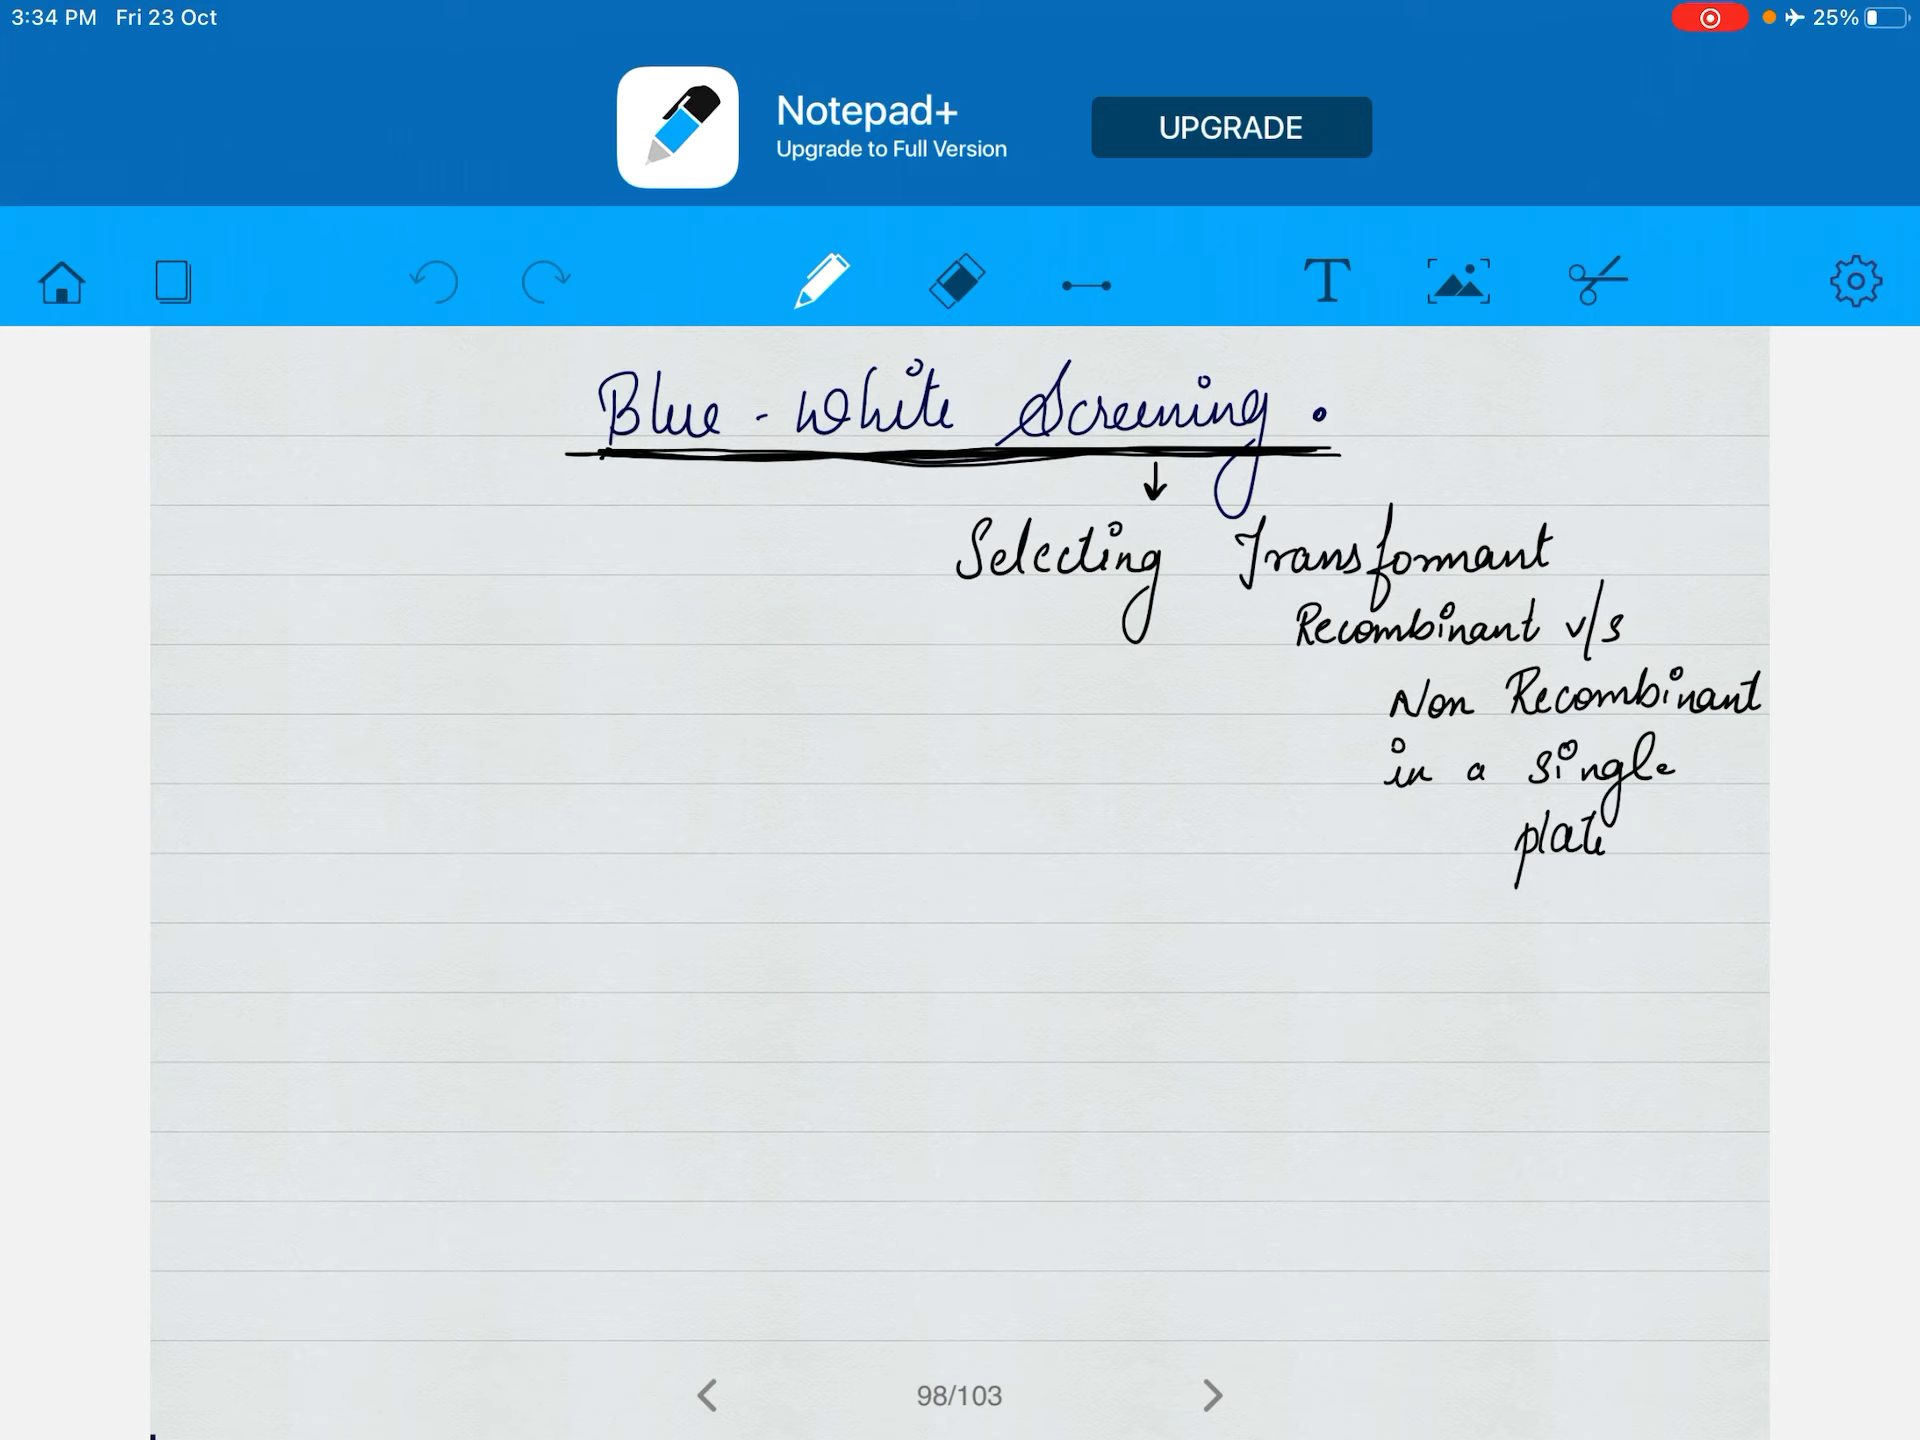 3:34 PM Fri 23 Oct
25%
Notepad+
Upgrade to Full Version
UPGRADE
T
Blue - White Screening .
↓
Selecting Transformant
Recombinant v/s
Non Recombinant
in a single
plate
98/103